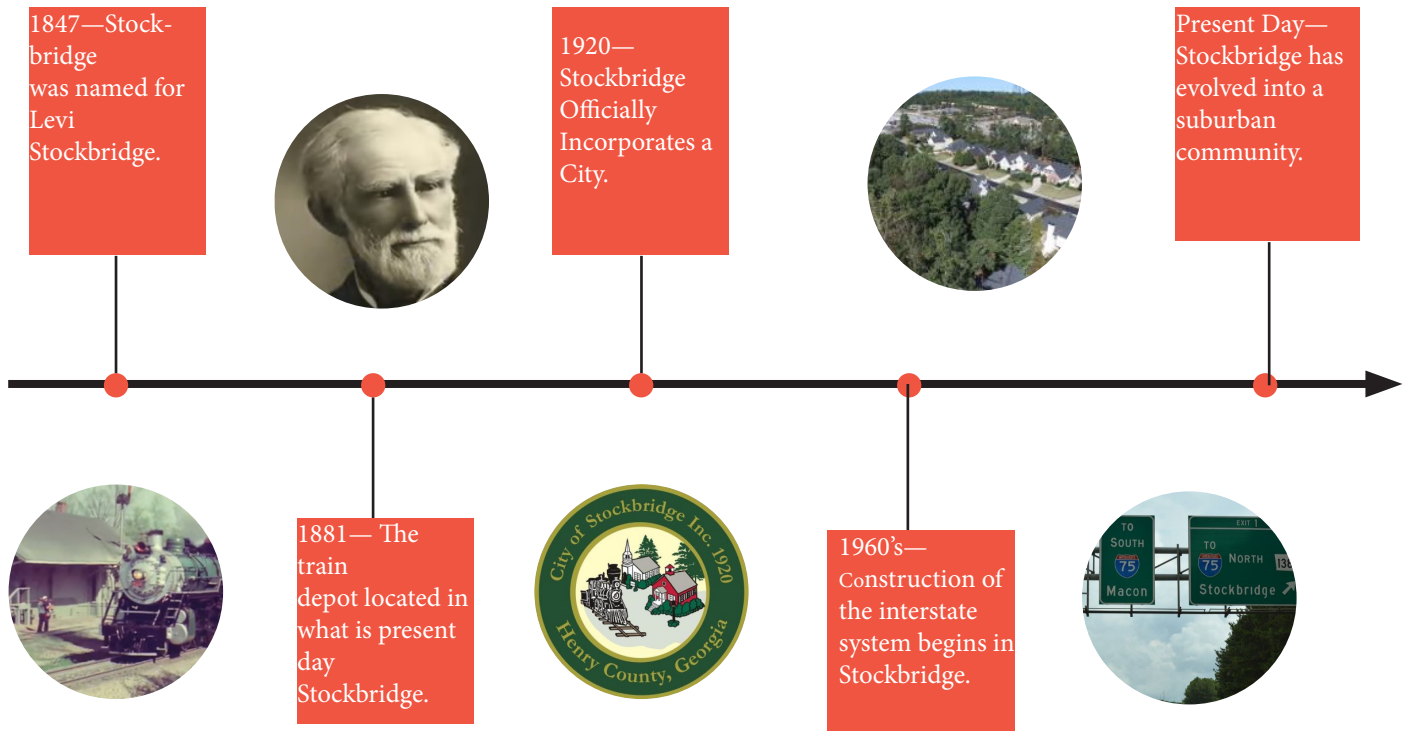 1847—Stock-
bridge
was named for
Levi
Stockbridge.
1881— The
train
depot located in
what is present
day
Stockbridge.
1920—
Stockbridge
Officially
Incorporates a
City.
City of Stockbridge Inc. 1920
Henry County, Georgia
1960’s—
Construction of
the interstate
system begins in
Stockbridge.
Present Day—
Stockbridge has
evolved into a
suburban
community.
TO
SOUTH
75
Macon
EXIT 1
TO
75
NORTH
138
Stockbridge